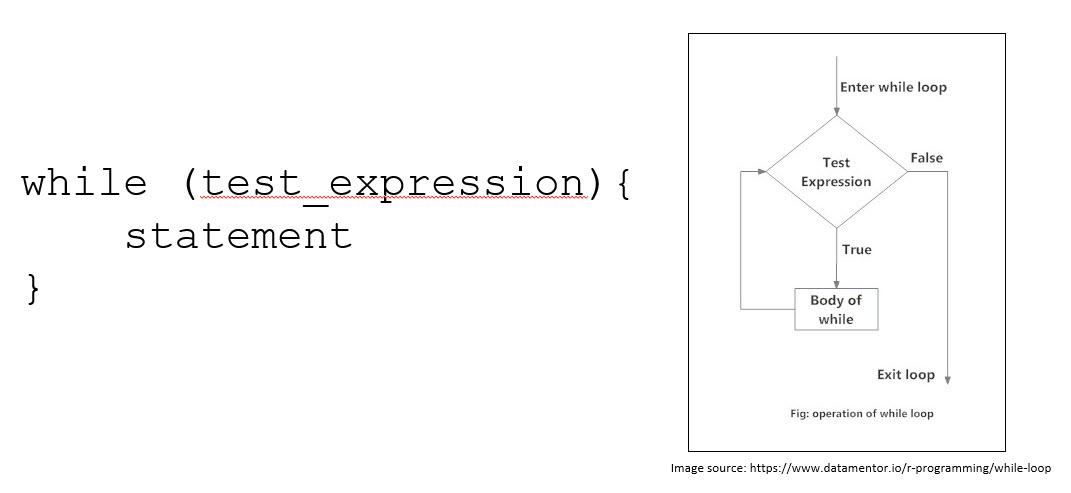 while (test_expression){
statement
}
Enter while loop
Test
Expression
False
True
Body of
while
Exit loop
Fig: operation of while loop
Image source: https://www.datamentor.io/r-programming/while-loop